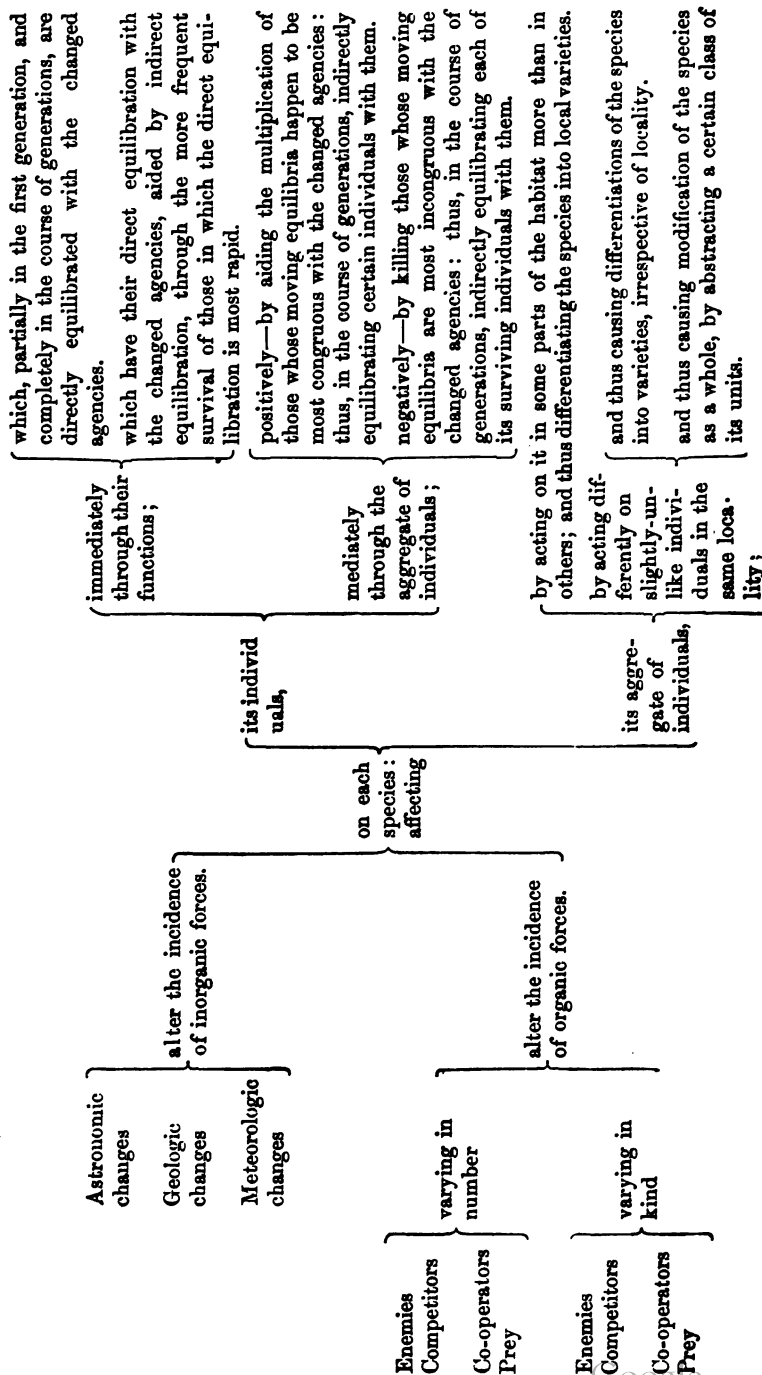 Astronomic
changes
Geologic
changes
Meteorologic
changes
alter the incidence
of inorganic forces.
Enemies
Competitors
Co-operators
Prey
varying in
number
Enemies
Competitors
Co-operators
Prey
varying in
kind
alter the incidence
of organic forces.
on each
species:
affecting
its individ
uals,
immediately
through their
functions;
which, partially in the first generation, and
completely in the course of generations, are
directly equilibrated with the changed
agencies.
which have their direct equilibration with
the changed agencies, aided by indirect
equilibration, through the more frequent
survival of those in which the direct equi-
libration is most rapid.
mediately
through the
aggregate of
individuals;
positively—by aiding the multiplication of
those whose moving equilibria happen to be
most congruous with the changed agencies:
thus, in the course of generations, indirectly
equilibrating certain individuals with them.
negatively—by killing those whose moving
equilibria are most incongruous with the
changed agencies: thus, in the course of
generations, indirectly equilibrating each of
its surviving individuals with them.
its aggre-
gate of
individuals,
by acting on it in some parts of the habitat more than in
others; and thus differentiating the species into local varieties.
by acting dif-
ferently on
slightly-un-
like indivi-
duals in the
same loca-
lity;
and thus causing differentiations of the species
into varieties, irrespective of locality.
and thus causing modification of the species
as a whole, by abstracting a certain class of
its units.